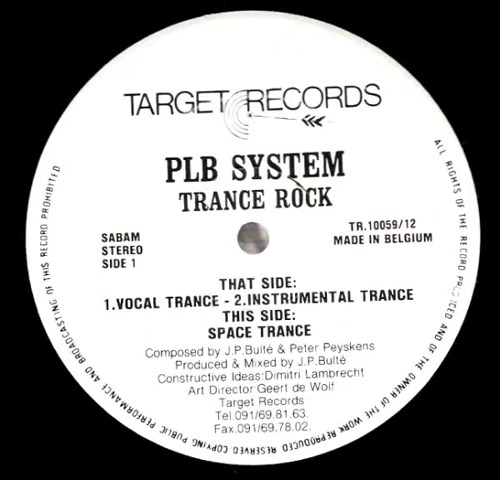 TARGET RECORDS
PLB SYSTEM
TRANCE ROCK
SABAM
STEREO
SIDE 1
TR.10059/12
MADE IN BELGIUM
THAT SIDE:
1.VOCAL TRANCE - 2.INSTRUMENTAL TRANCE
THIS SIDE:
SPACE TRANCE
Composed by J.P.Bulté & Peter Peyskens
Produced & Mixed by J.P.Bulté
Constructive Ideas:Dimitri Lambrecht
Art Director:Geert de Wolf
Target Records
Tel.091/69.81.63.
Fax.091/69.78.02.
ALL RIGHTS OF THE RECORD PRODUCED AND OF THE OWNER OF THE WORK REPRODUCED RESERVED COPYING PUBLIC PERFORMANCE AND BROADCASTING OF THIS RECORD PROHIBITED